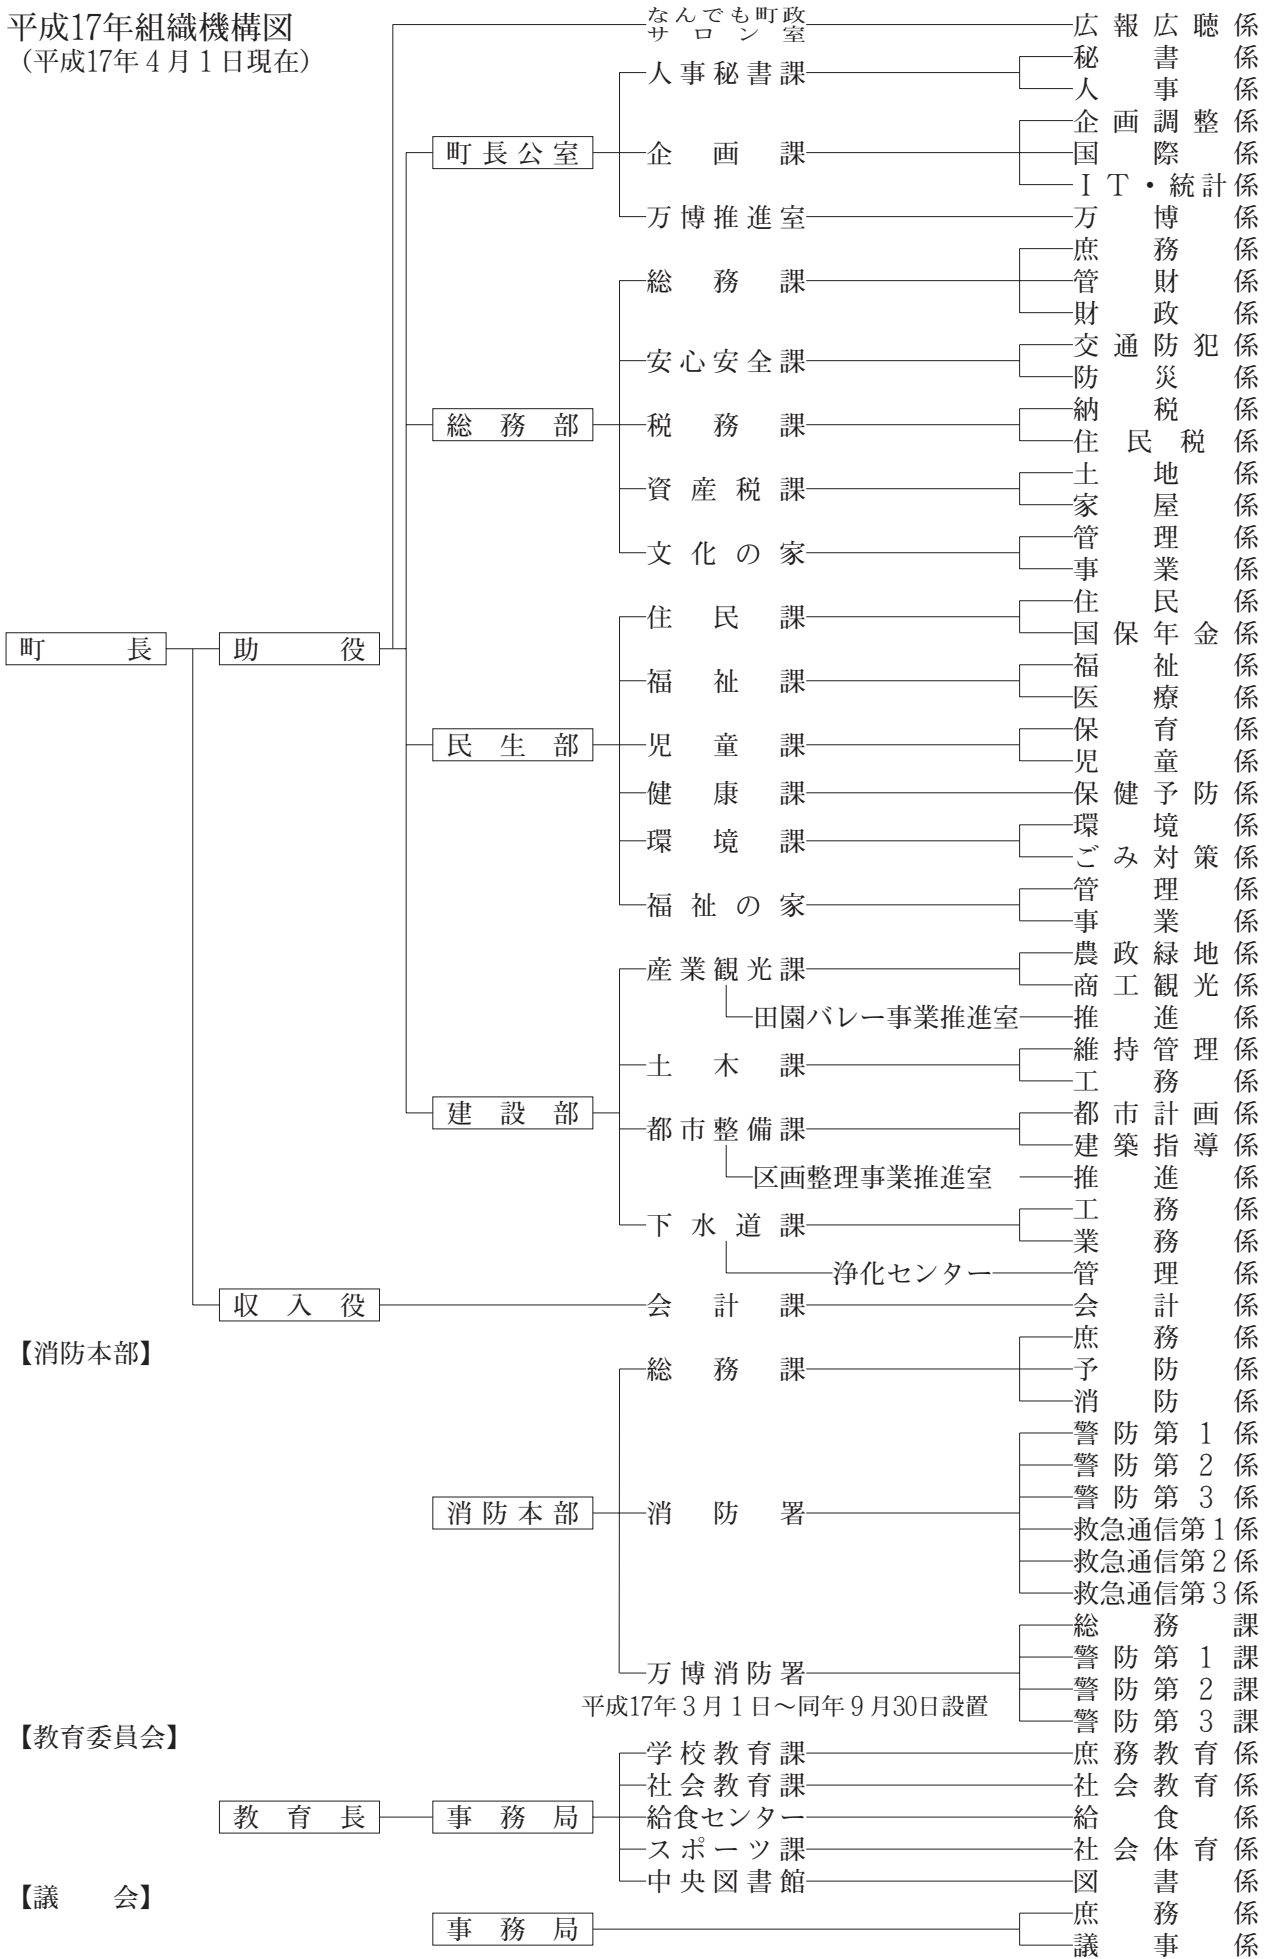 平成17年組織機構図
（平成17年４月１日現在）
なんでも町政
サロン室
広報広聴係
人事秘書課
秘書係
人事係
町長公室
企画課
企画調整係
国際係
ＩＴ・統計係
万博推進室
万博係
総務課
庶務係
管財係
財政係
安心安全課
交通防犯係
防災係
総務部
税務課
納税係
住民税係
資産税課
土地係
家屋係
文化の家
管理係
事業係
町長
助役
住民課
住民係
国保年金係
福祉課
福祉係
医療係
民生部
児童課
保育係
児童係
健康課
保健予防係
環境課
環境係
ごみ対策係
福祉の家
管理係
事業係
産業観光課
農政緑地係
商工観光係
田園バレー事業推進室
推進係
土木課
維持管理係
工務係
建設部
都市整備課
都市計画係
建築指導係
区画整理事業推進室
推進係
下水道課
工務係
業務係
浄化センター
管理係
収入役
会計課
会計係
【消防本部】
総務課
庶務係
予防係
消防係
消防本部
消防署
警防第１係
警防第２係
警防第３係
救急通信第１係
救急通信第２係
救急通信第３係
万博消防署
平成17年３月１日～同年９月30日設置
総務課
警防第１課
警防第２課
警防第３課
【教育委員会】
教育長
事務局
学校教育課
庶務教育係
社会教育課
社会教育係
給食センター
給食係
スポーツ課
社会体育係
中央図書館
図書係
【議会】
事務局
庶務係
議事係